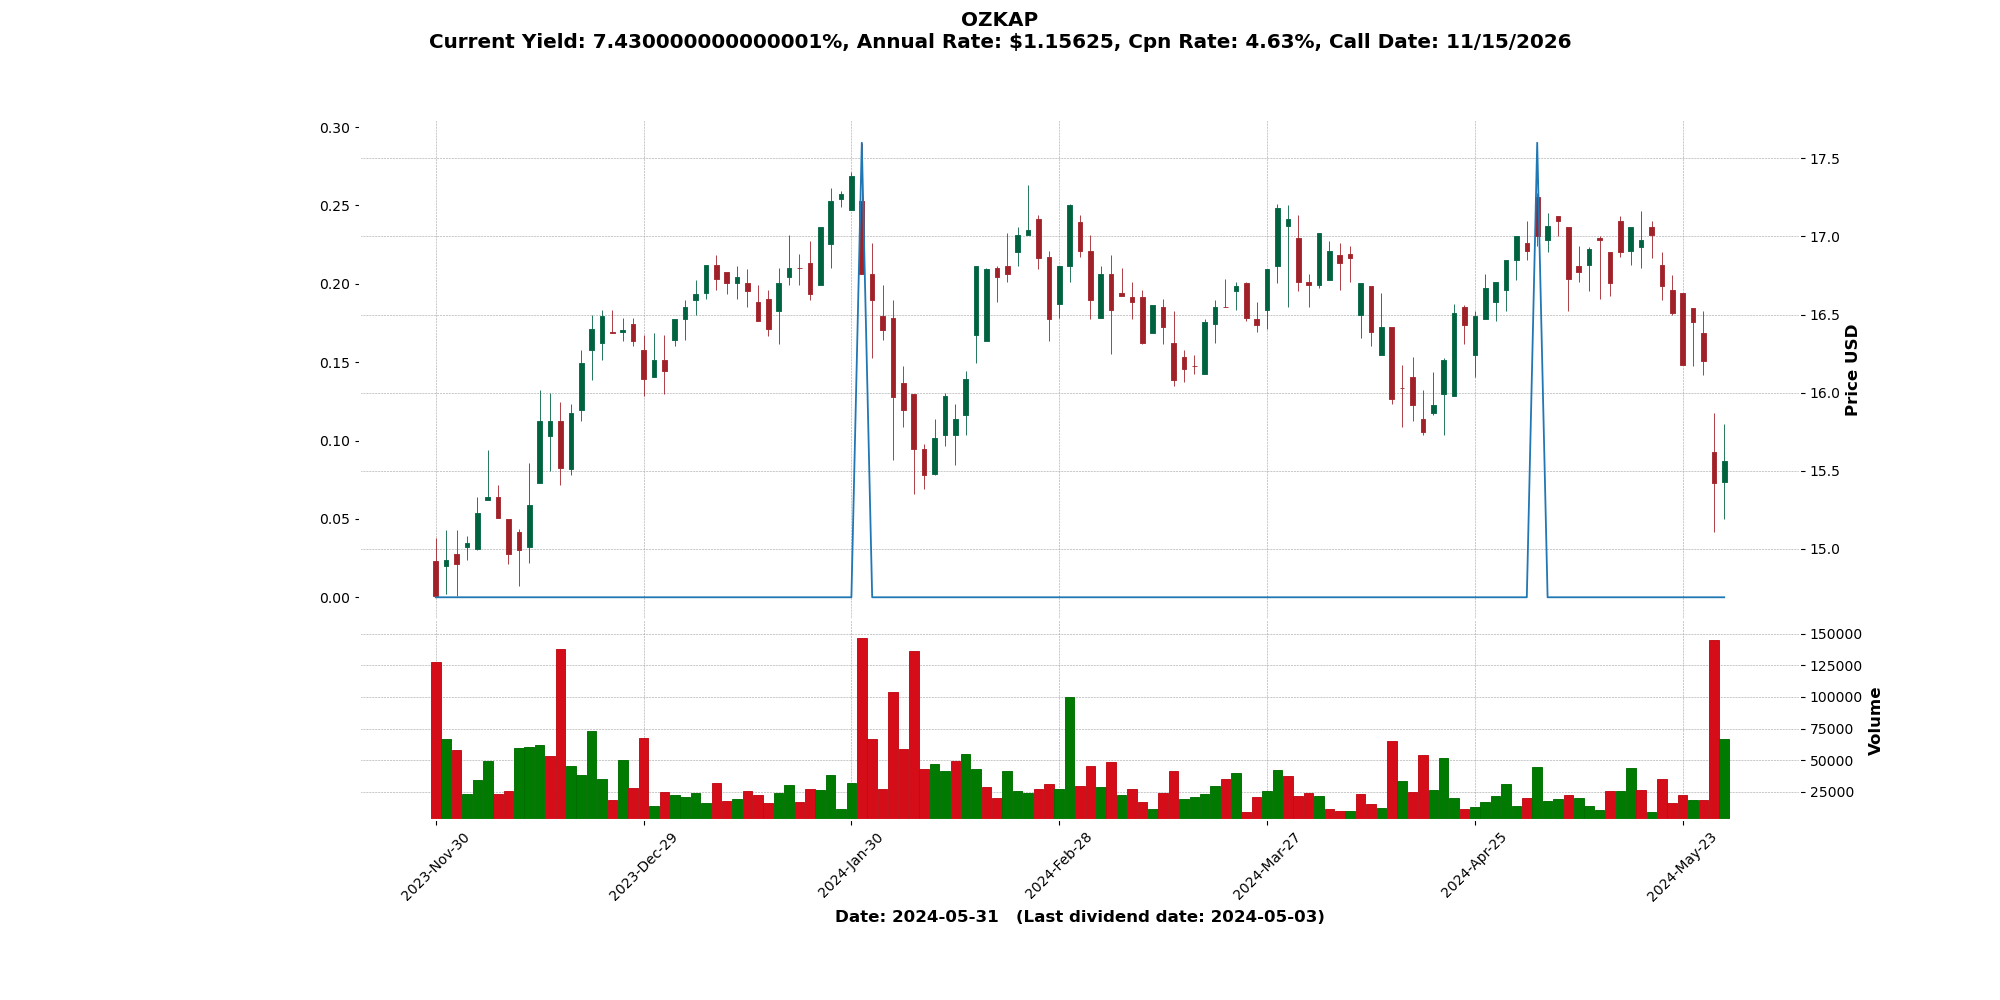 OZKAP
Current Yield: 7.430000000000001%, Annual Rate: $1.15625, Cpn Rate: 4.63%, Call Date: 11/15/2026
0.30
0.25
0.20
0.15
0.10
0.05
0.00
17.5
17.0
16.5
16.0
15.5
15.0
Price USD
150000
125000
100000
75000
50000
25000
Volume
2023-Nov-30
2023-Dec-29
2024-Jan-30
2024-Feb-28
2024-Mar-27
2024-Apr-25
2024-May-23
Date: 2024-05-31 (Last dividend date: 2024-05-03)